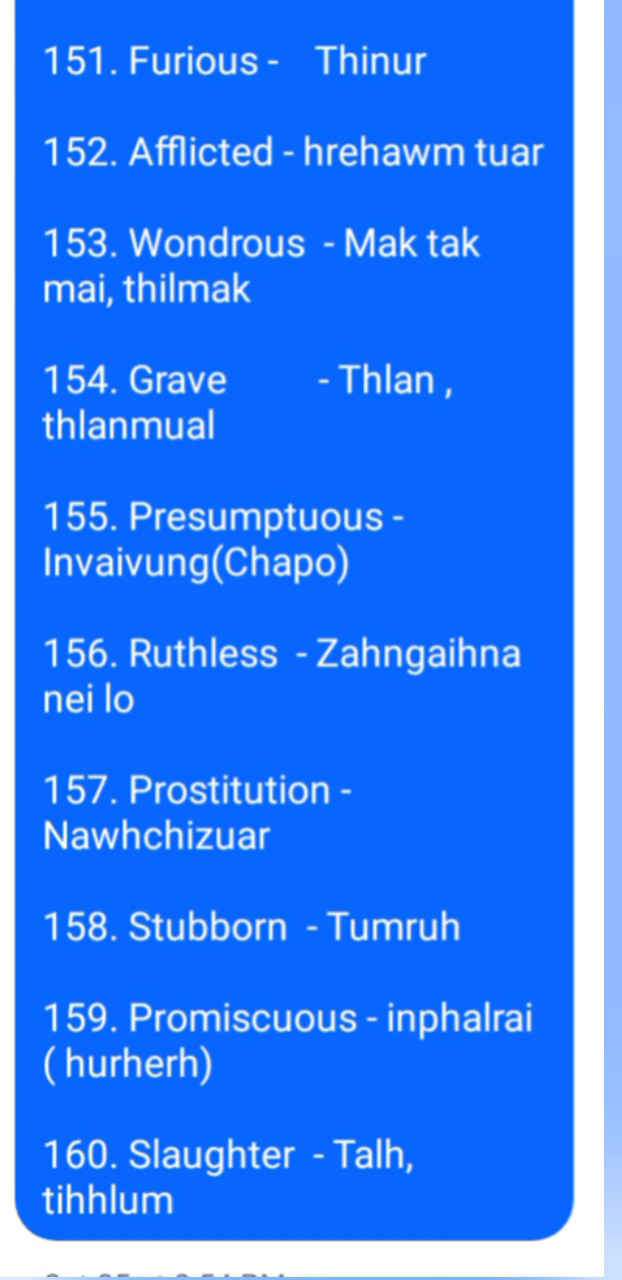 151. Furious - Thinur
152. Afflicted - hrehawm tuar
153. Wondrous - Mak tak
mai, thilmak
154. Grave - Thlan ,
thlanmual
155. Presumptuous -
Invaivung(Chapo)
156. Ruthless - Zahngaihna
nei lo
157. Prostitution -
Nawhchizuar
158. Stubborn - Tumruh
159. Promiscuous - inphalrai
( hurherh)
160. Slaughter - Talh,
tihhlum